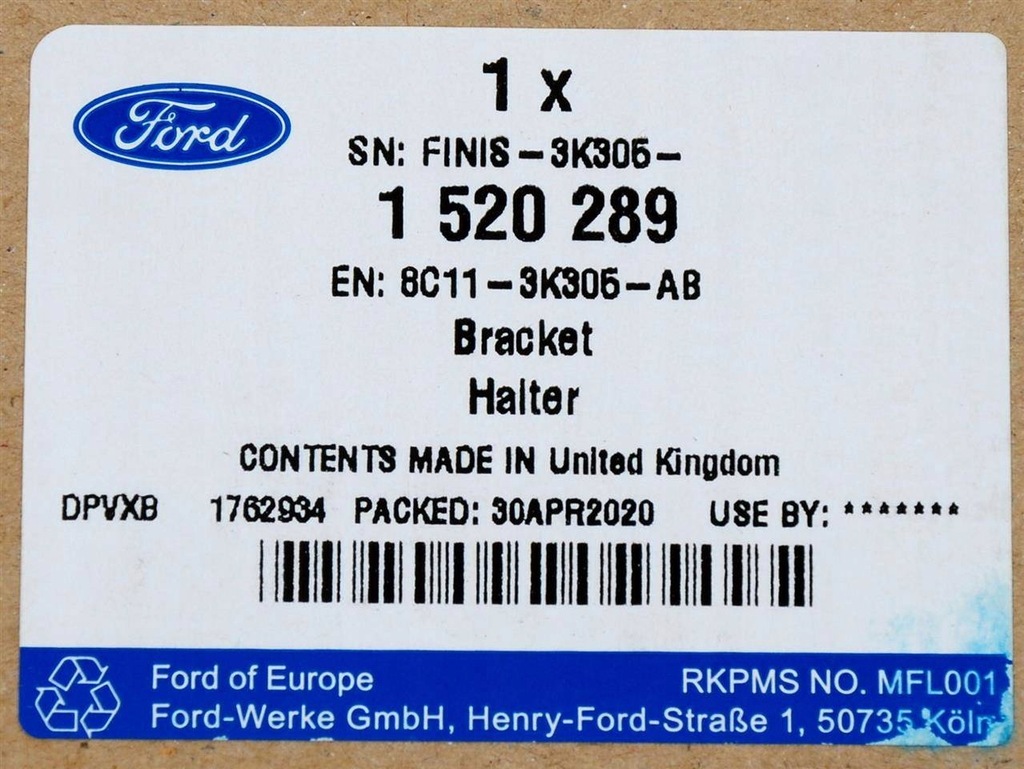 1 x
Ford
SN: FINIS-3K305-
1 520 289
EN: 8C11-3K305-AB
Bracket
Halter
CONTENTS MADE IN United Kingdom
DPVXB 1762934 PACKED: 30APR2020 USE BY: *******
Ford of Europe RKPMS NO. MFL001
Ford-Werke GmbH, Henry-Ford-Straße 1, 50735 Köln